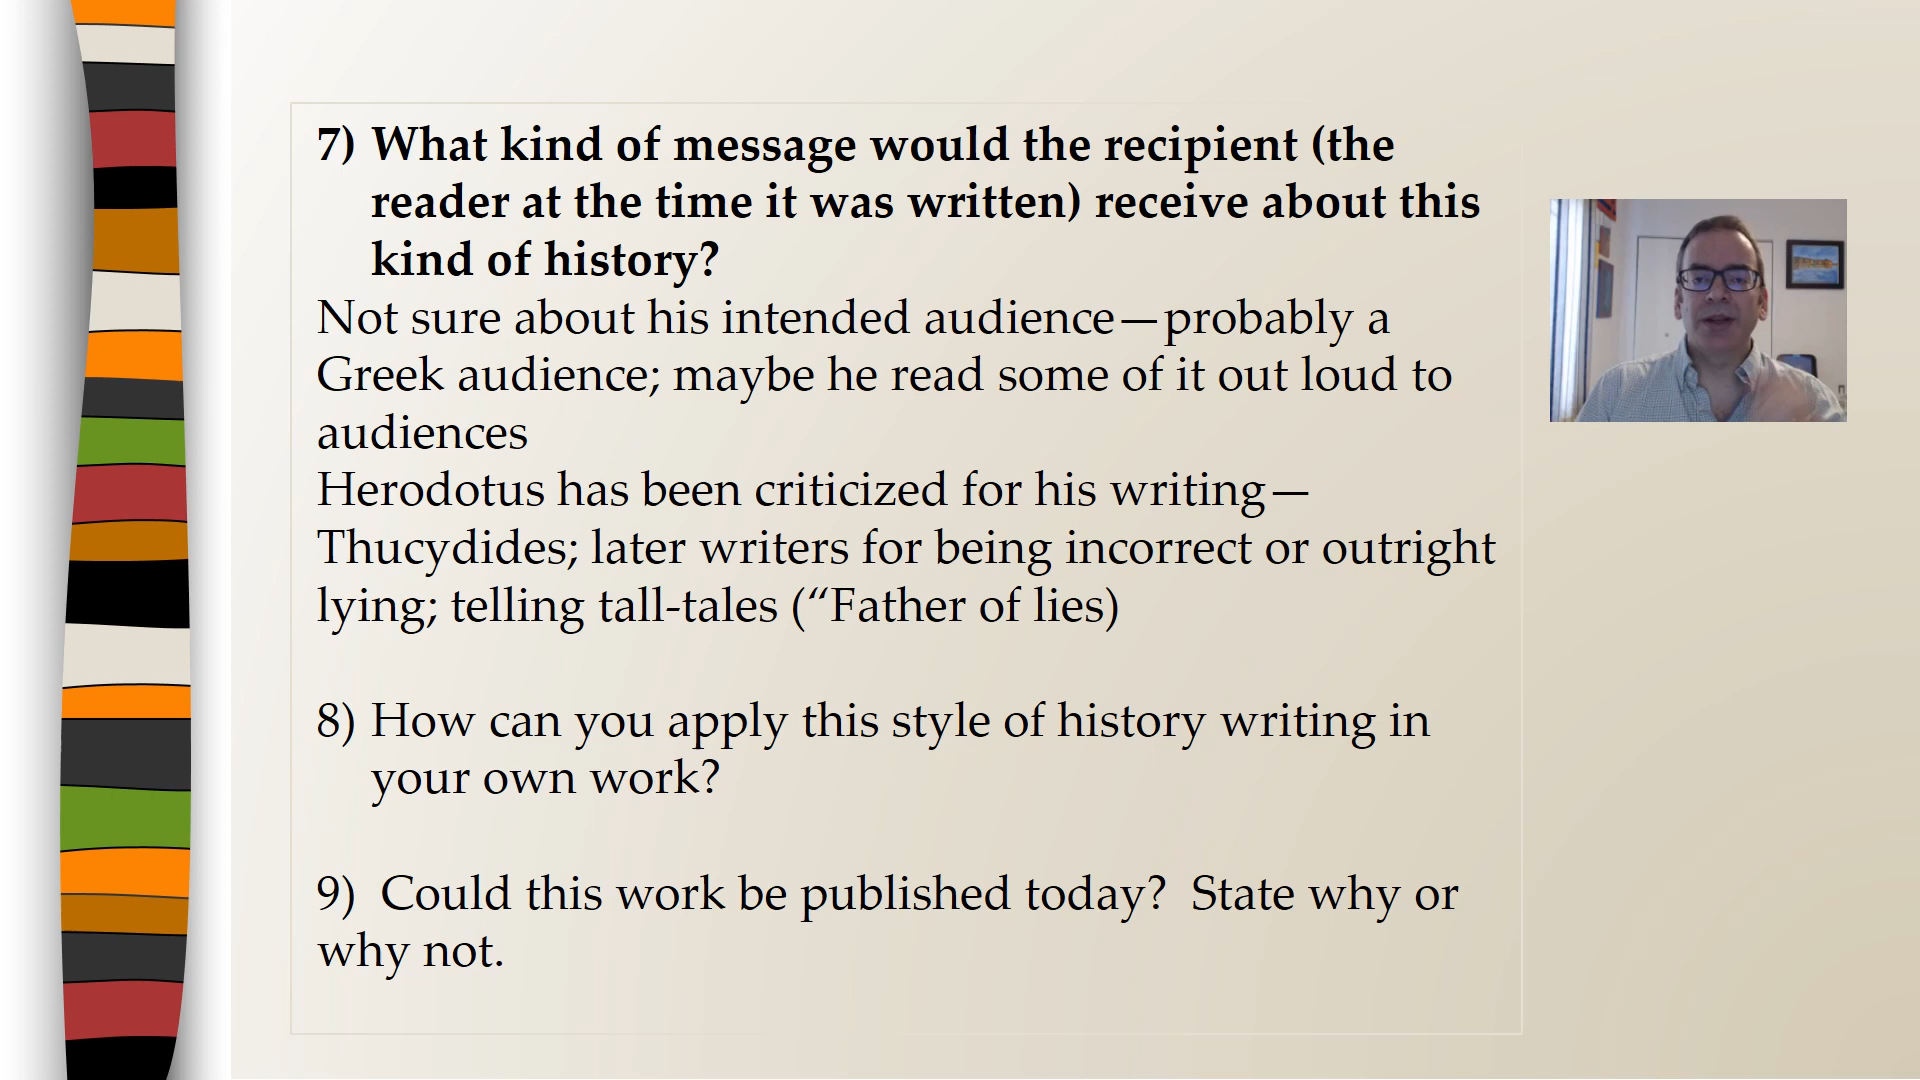 7) What kind of message would the recipient (the
reader at the time it was written) receive about this
kind of history?
Not sure about his intended audience—probably a
Greek audience; maybe he read some of it out loud to
audiences
Herodotus has been criticized for his writing—
Thucydides; later writers for being incorrect or outright
lying; telling tall-tales (“Father of lies)
8) How can you apply this style of history writing in
your own work?
9) Could this work be published today? State why or
why not.